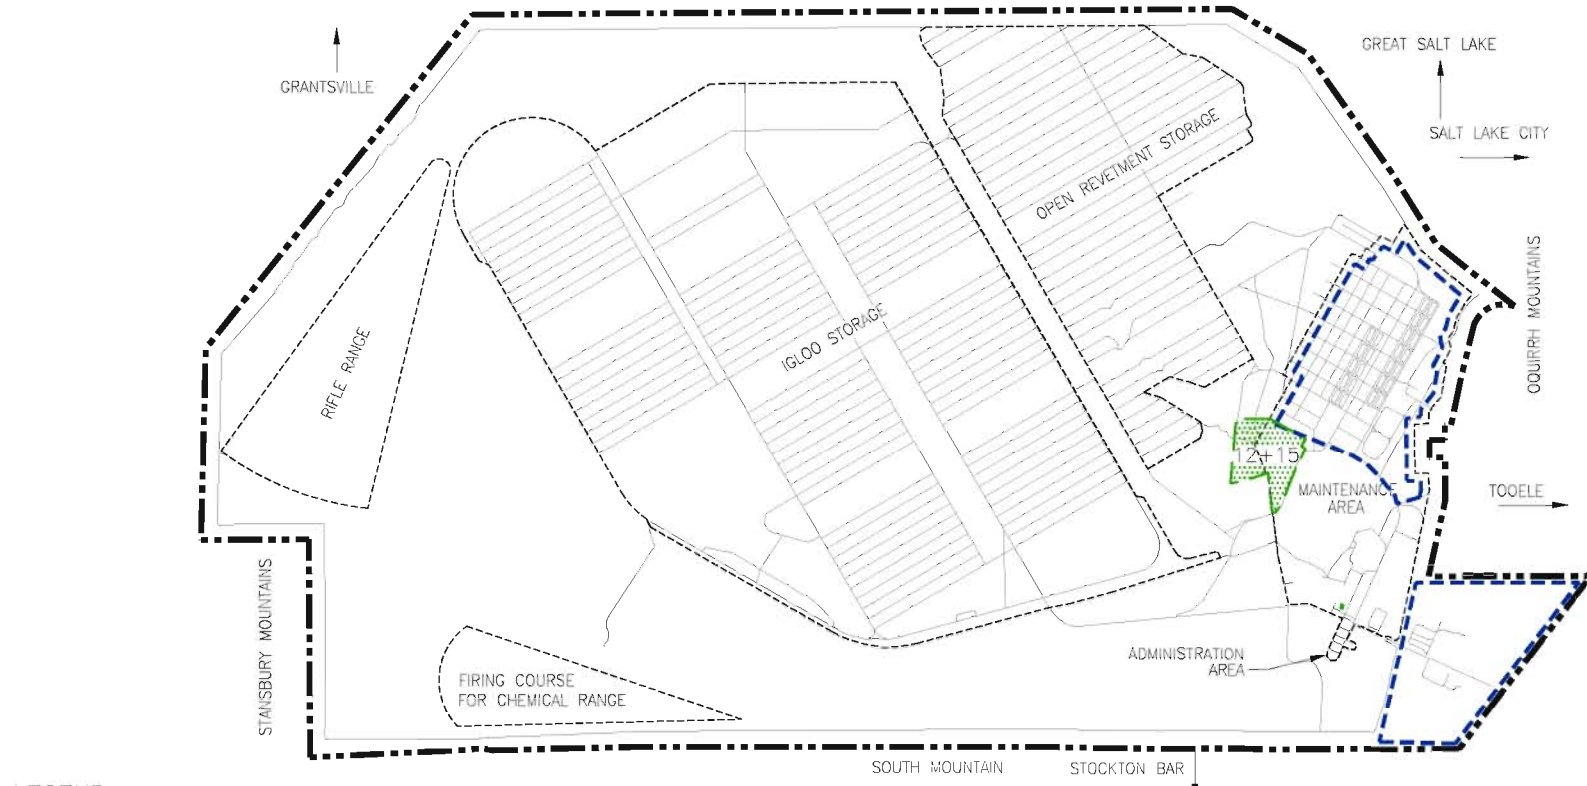 GREAT SALT LAKE
GRANTSVILLE
SALT LAKE CITY
OPEN REVETMENT STORAGE
OQUIRRH MOUNTAINS
IGLOO STORAGE
RIFLE RANGE
12+15
MAINTENANCE
AREA
TOOELE
STANSBURY MOUNTAINS
ADMINISTRATION
AREA
FIRING COURSE
FOR CHEMICAL RANGE
SOUTH MOUNTAIN
STOCKTON BAR